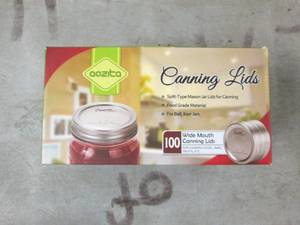 aozita
Canning Lids
Split-Type Mason Jar Lids for Canning
Food Grade Material
For Ball, Kerr Jars
100
Wide Mouth
Canning Lids